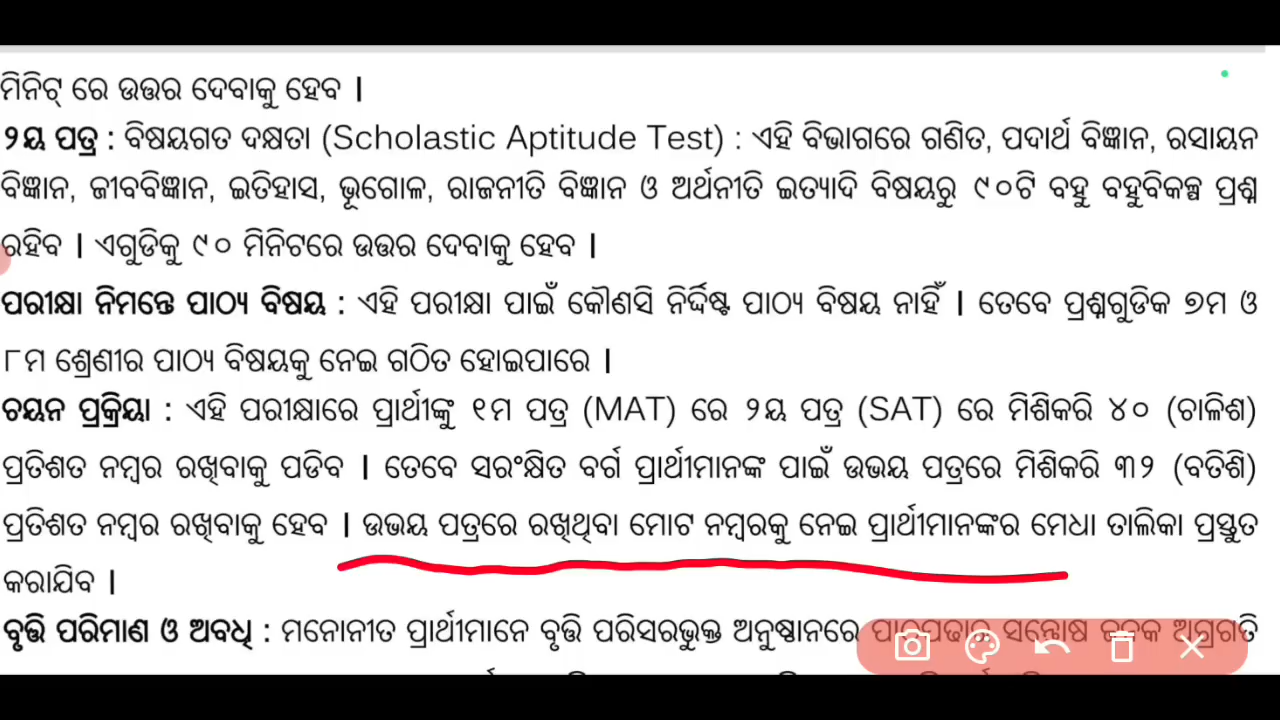 ମିନିଟ୍ ରେ ଉତ୍ତର ଦେବାକୁ ହେବ |
୨ୟ ପତ୍ର : ବିଷୟଗତ ଦକ୍ଷତା (Scholastic Aptitude Test) : ଏହି ବିଭାଗରେ ଗଣିତ, ପଦାର୍ଥ ବିଜ୍ଞାନ, ରସାୟନ
ବିଜ୍ଞାନ, ଜୀବବିଜ୍ଞାନ, ଇତିହାସ, ଭୂଗୋଳ, ରାଜନୀତି ବିଜ୍ଞାନ ଓ ଅର୍ଥନୀତି ଇତ୍ୟାଦି ବିଷୟରୁ ୯୦ଟି ବହୁ ବହୁବିକଳ୍ପ ପ୍ରଶ୍ନ
ରହିବ | ଏଗୁଡିକୁ ୯୦ ମିନିଟରେ ଉତ୍ତର ଦେବାକୁ ହେବ |
ପରୀକ୍ଷା ନିମନ୍ତେ ପାଠ୍ୟ ବିଷୟ : ଏହି ପରୀକ୍ଷା ପାଇଁ କୌଣସି ନିର୍ଦ୍ଦିଷ୍ଟ ପାଠ୍ୟ ବିଷୟ ନାହିଁ | ତେବେ ପ୍ରଶ୍ନଗୁଡିକ ୭ମ ଓ
୮ମ ଶ୍ରେଣୀର ପାଠ୍ୟ ବିଷୟକୁ ନେଇ ଗଠିତ ହୋଇପାରେ |
ଚୟନ ପ୍ରକ୍ରିୟା : ଏହି ପରୀକ୍ଷାରେ ପ୍ରାର୍ଥୀଙ୍କୁ ୧ମ ପତ୍ର (MAT) ରେ ୨ୟ ପତ୍ର (SAT) ରେ ମିଶିକରି ୪୦ (ଚାଳିଶ)
ପ୍ରତିଶତ ନମ୍ବର ରଖିବାକୁ ପଡିବ | ତେବେ ସରଂକ୍ଷିତ ବର୍ଗ ପ୍ରାର୍ଥୀମାନଙ୍କ ପାଇଁ ଉଭୟ ପତ୍ରରେ ମିଶିକରି ୩୨ (ବତିଶି)
ପ୍ରତିଶତ ନମ୍ବର ରଖିବାକୁ ହେବ | ଉଭୟ ପତ୍ରରେ ରଖିଥିବା ମୋଟ ନମ୍ବରକୁ ନେଇ ପ୍ରାର୍ଥୀମାନଙ୍କର ମେଧା ତାଲିକା ପ୍ରସ୍ତୁତ
କରାଯିବ |
ବୃତ୍ତି ପରିମାଣ ଓ ଅବଧି : ମନୋନୀତ ପ୍ରାର୍ଥୀମାନେ ବୃତ୍ତି ପରିସରଭୁକ୍ତ ଅନୁଷ୍ଠାନରେ ସନ୍ତୋଷ